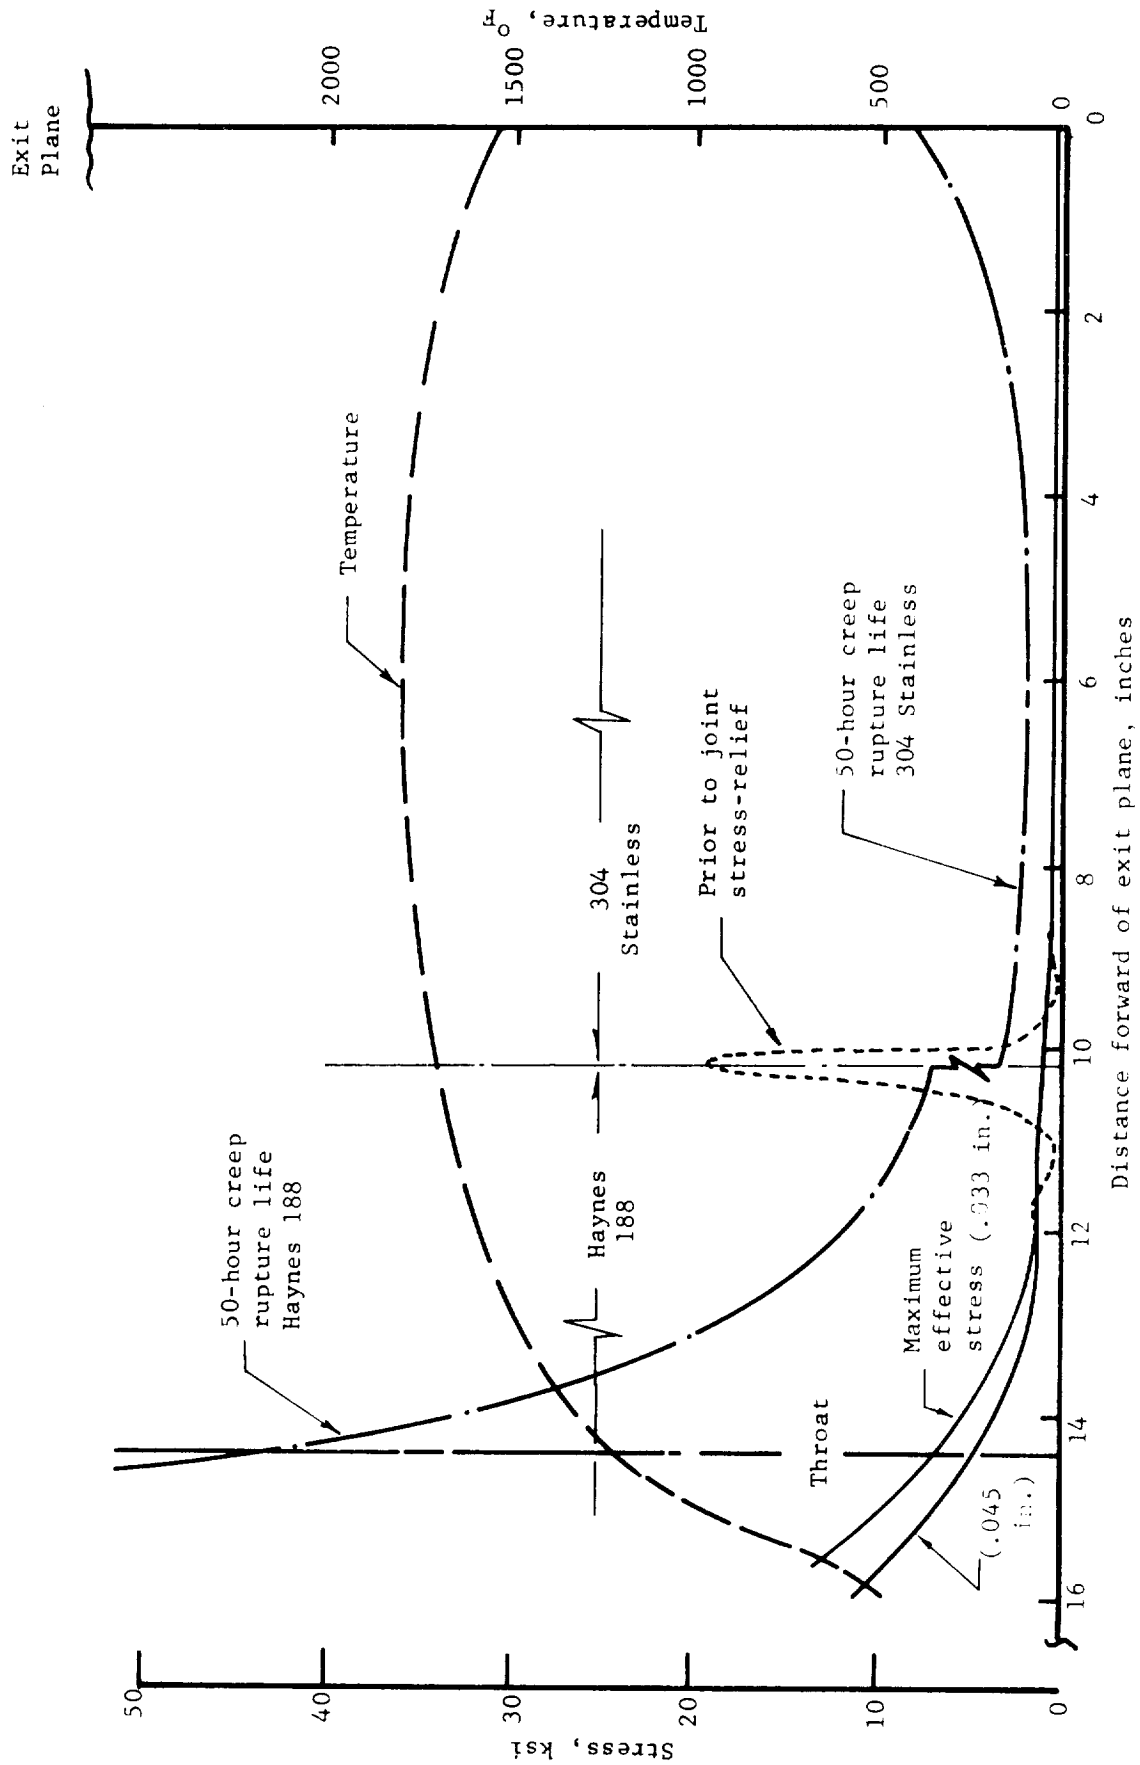 Exit
Plane
Temperature, °F
2000
1500
1000
500
0
Temperature
50-hour creep
rupture life
Haynes 188
Haynes
188
304
Stainless
Prior to joint
stress-relief
50-hour creep
rupture life
304 Stainless
Maximum
effective
stress (.033 in.)
Throat
(.045
in.)
Stress, ksi
50
40
30
20
10
0
16
14
12
10
8
6
4
2
0
Distance forward of exit plane, inches